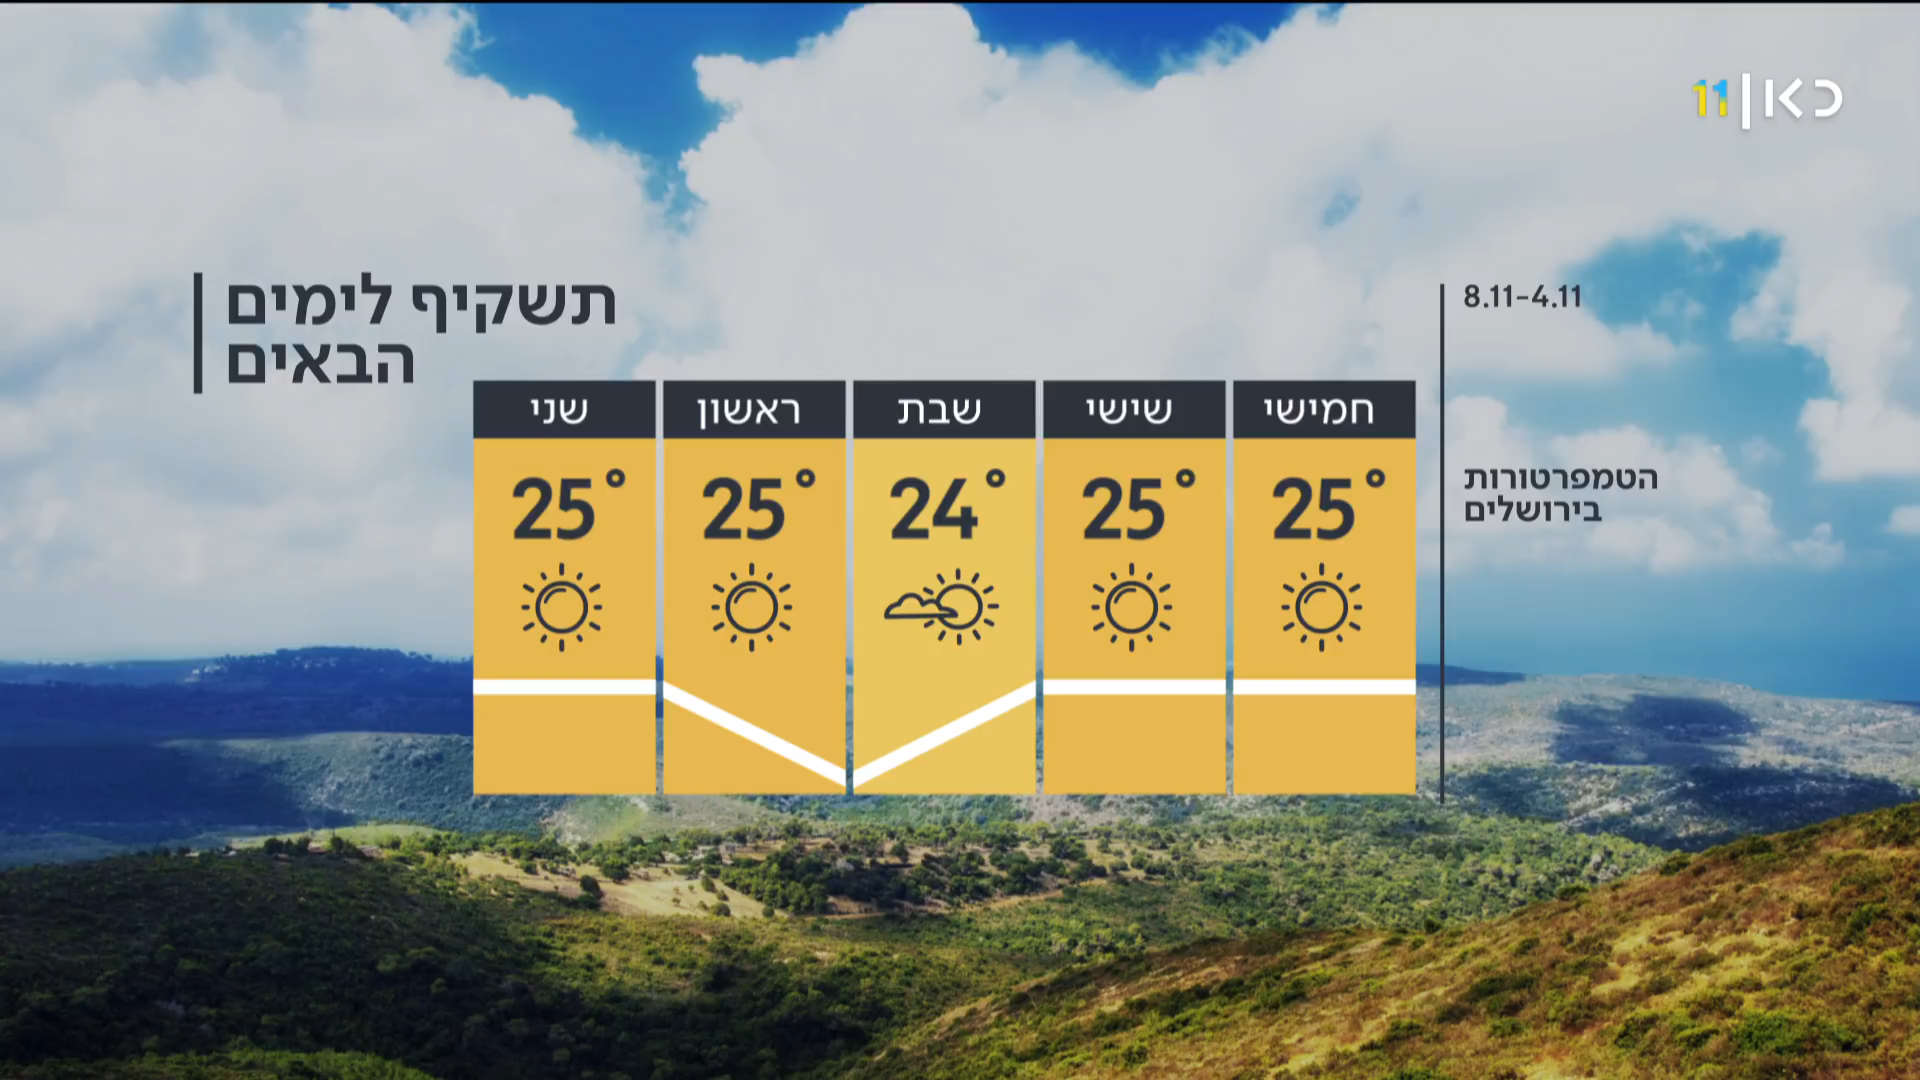 כאן|11
תשקיף לימים
הבאים
8.11-4.11
הטמפרטורות
בירושלים
חמישי שישי שבת ראשון שני
25° 25° 24° 25° 25°